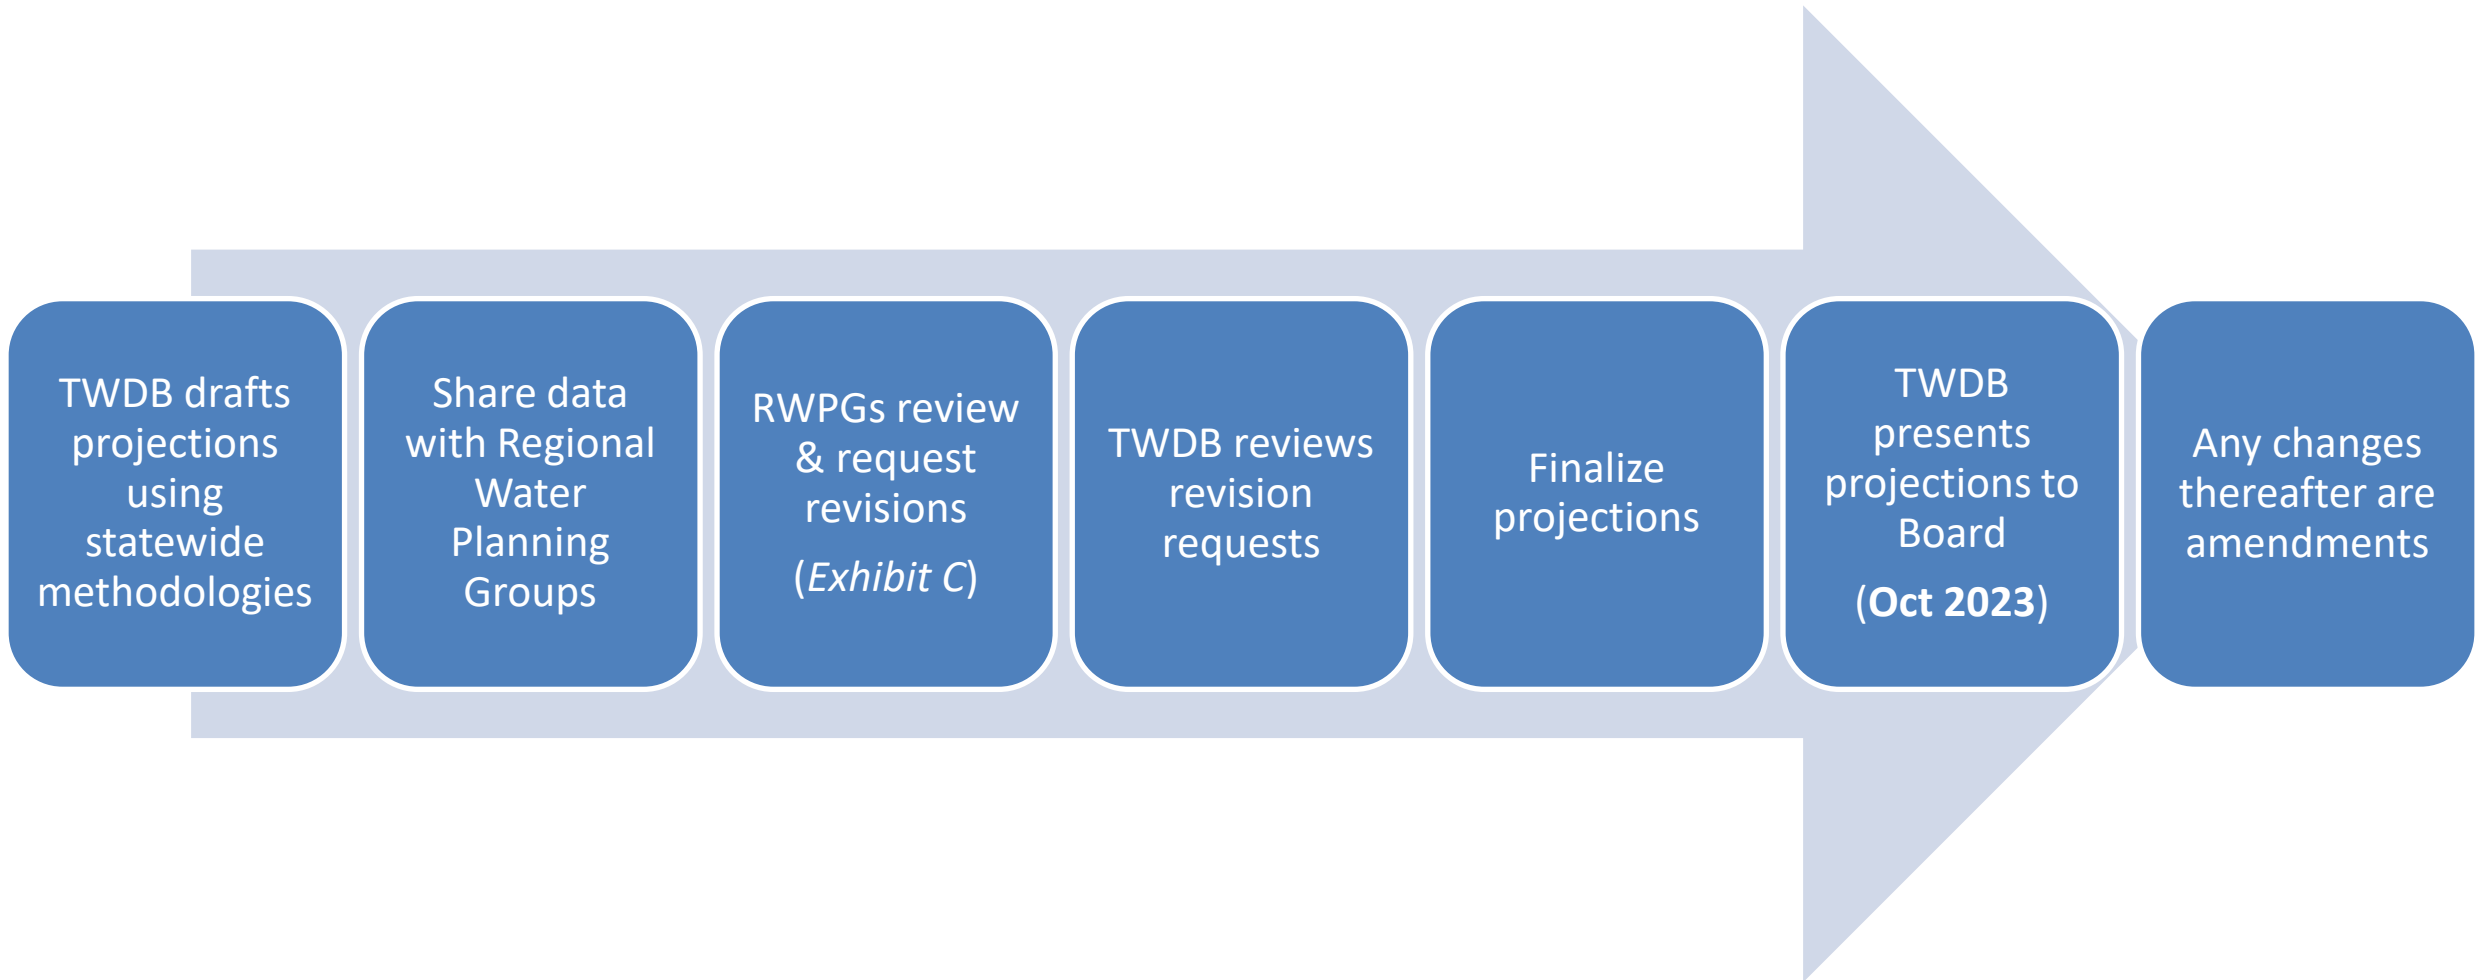 TWDB drafts
projections
using
statewide
methodologies
Share data
with Regional
Water
Planning
Groups
RWPGs review
& request
revisions
(Exhibit C)
TWDB reviews
revision
requests
Finalize
projections
TWDB
presents
projections to
Board
(Oct 2023)
Any changes
thereafter are
amendments